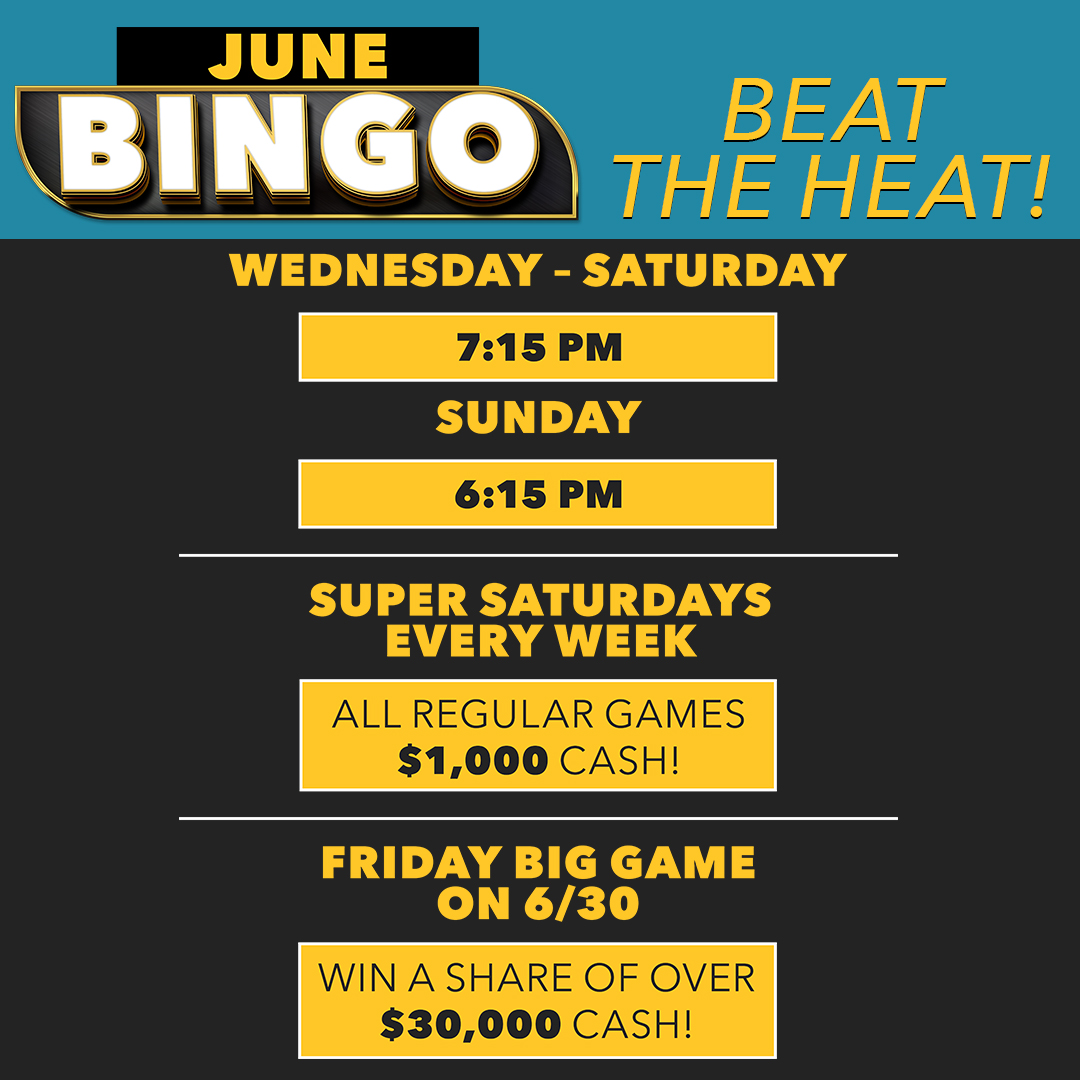 JUNE
BINGO
BEAT
THE HEAT!
WEDNESDAY – SATURDAY
7:15 PM
SUNDAY
6:15 PM
SUPER SATURDAYS
EVERY WEEK
ALL REGULAR GAMES
$1,000 CASH!
FRIDAY BIG GAME
ON 6/30
WIN A SHARE OF OVER
$30,000 CASH!